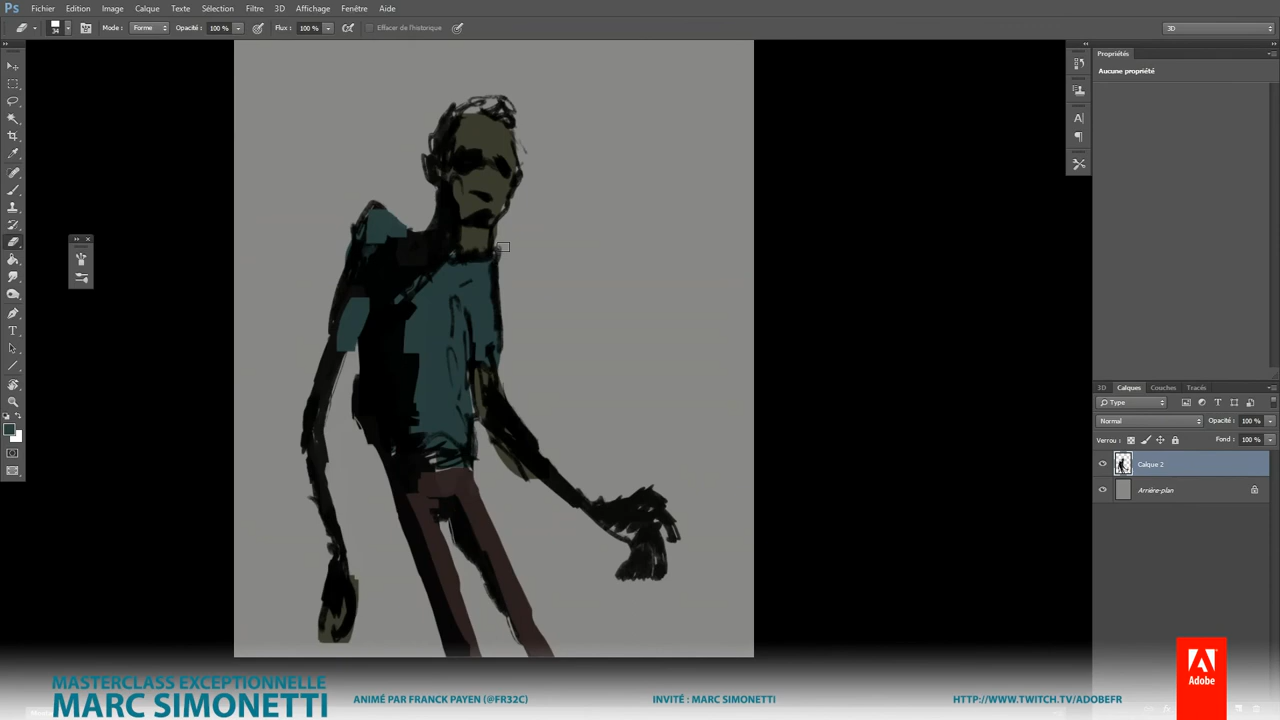 Ps Fichier Edition Image Calque Texte Sélection Filtre 3D Affichage Fenêtre Aide
34 Mode : Forme Opacité : 100 % Flux : 100 % Effacer de l'historique 3D
Propriétés
Aucune propriété
3D Calques Couches Tracés
Type
Normal Opacité : 100 %
Verrou : Fond : 100 %
Calque 2
Arrière-plan
MASTERCLASS EXCEPTIONNELLE
MARC SIMONETTI
ANIMÉ PAR FRANCK PAYEN (@FR32C)
INVITÉ : MARC SIMONETTI
HTTP://WWW.TWITCH.TV/ADOBEFR
Adobe